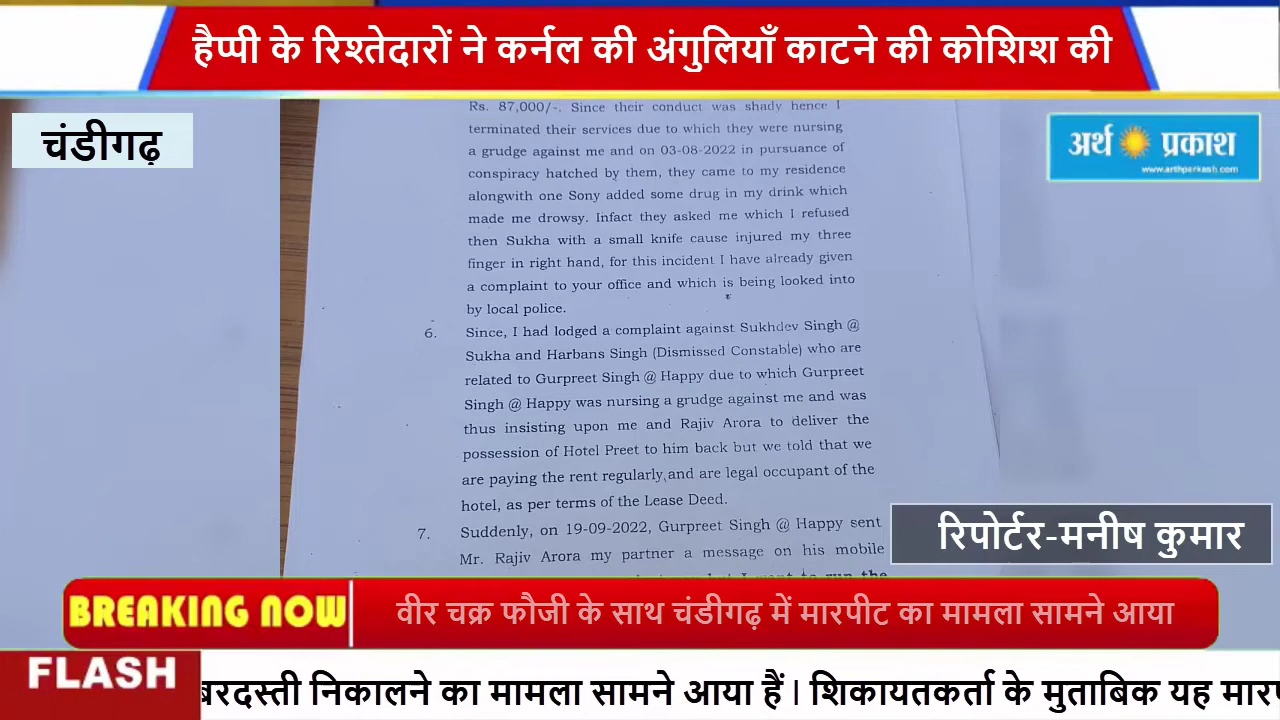 हैप्पी के रिश्तेदारों ने कर्नल की अंगुलियाँ काटने की कोशिश की
चंडीगढ़
अर्थ प्रकाश
www.arthparkash.com
Rs. 87,000/-. Since their conduct was shady hence I
terminated their services due to which they were nursing
a grudge against me and on 03-08-2022 in pursuance of
conspiracy hatched by them, they came to my residence
alongwith one Sony added some drug in my drink which
made me drowsy. Infact they asked me which I refused
then Sukha with a small knife cause injured my three
finger in right hand, for this incident I have already given
a complaint to your office and which is being looked into
by local police.
6. Since, I had lodged a complaint against Sukhdev Singh @
Sukha and Harbans Singh (Dismissed Constable) who are
related to Gurpreet Singh @ Happy due to which Gurpreet
Singh @ Happy was nursing a grudge against me and was
thus insisting upon me and Rajiv Arora to deliver the
possession of Hotel Preet to him back but we told that we
are paying the rent regularly and are legal occupant of the
hotel, as per terms of the Lease Deed.
7. Suddenly, on 19-09-2022, Gurpreet Singh @ Happy sent
Mr. Rajiv Arora my partner a message on his mobile
रिपोर्टर-मनीष कुमार
BREAKING NOW
वीर चक्र फौजी के साथ चंडीगढ़ में मारपीट का मामला सामने आया
FLASH
बरदस्ती निकालने का मामला सामने आया हैं । शिकायतकर्ता के मुताबिक यह